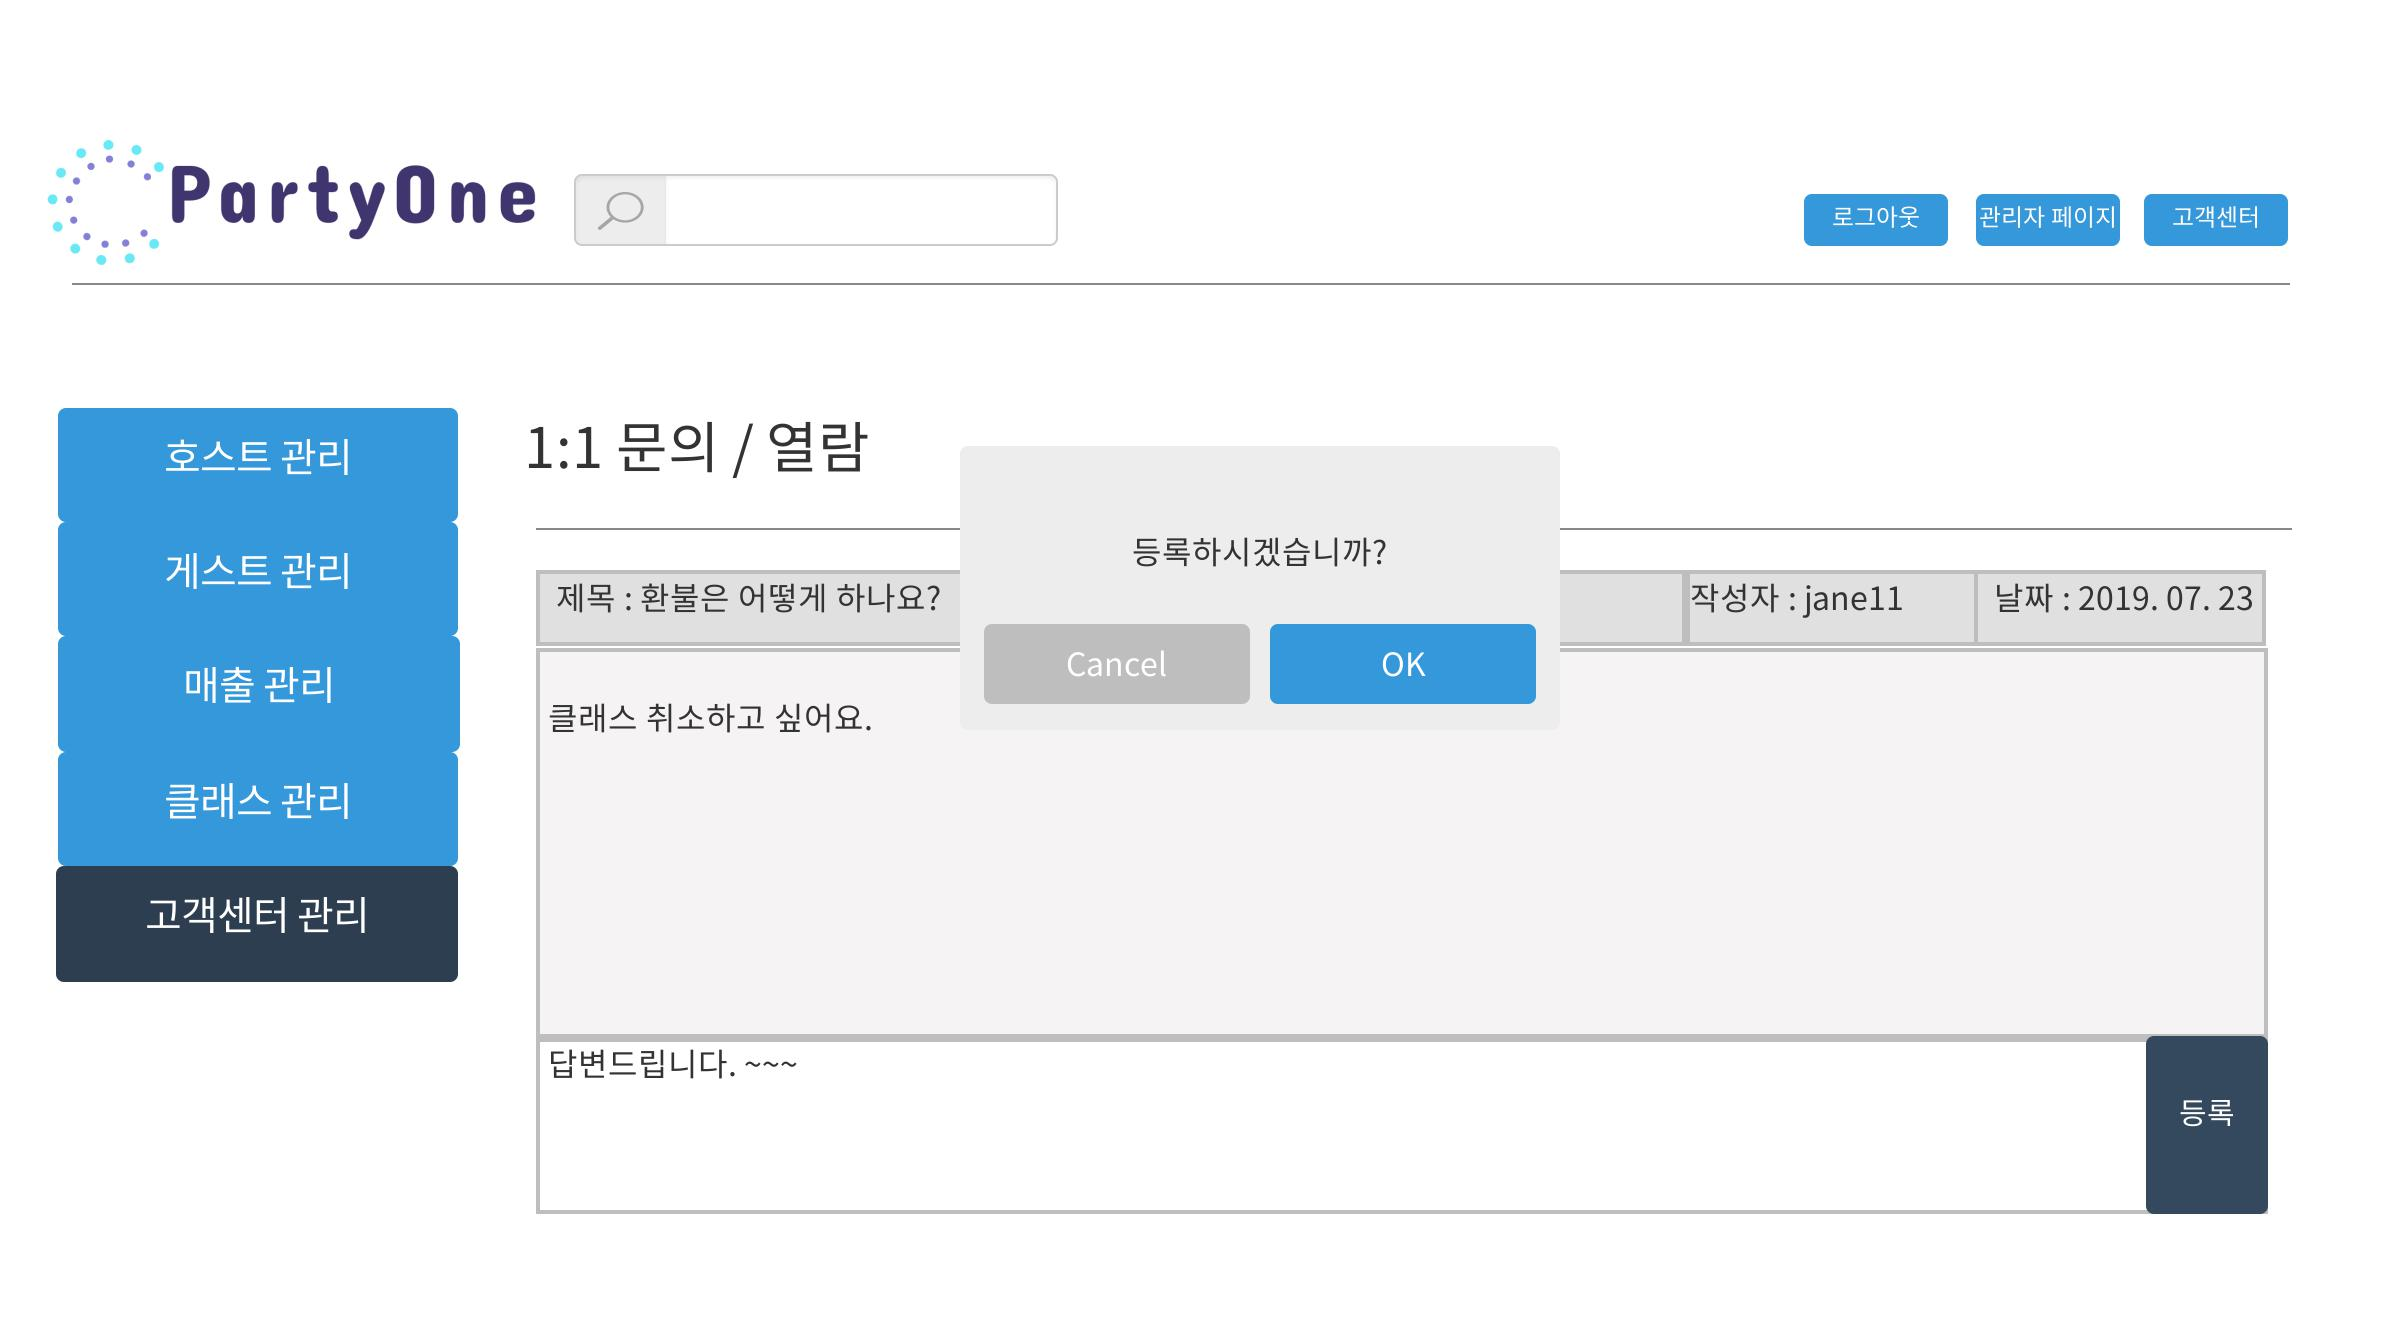 PartyOne
로그아웃
관리자 페이지
고객센터
호스트 관리
게스트 관리
매출 관리
클래스 관리
고객센터 관리
1:1 문의 / 열람
등록하시겠습니까?
Cancel
OK
제목 : 환불은 어떻게 하나요?
작성자 : jane11
날짜 : 2019. 07. 23
클래스 취소하고 싶어요.
답변드립니다. ~~~
등록